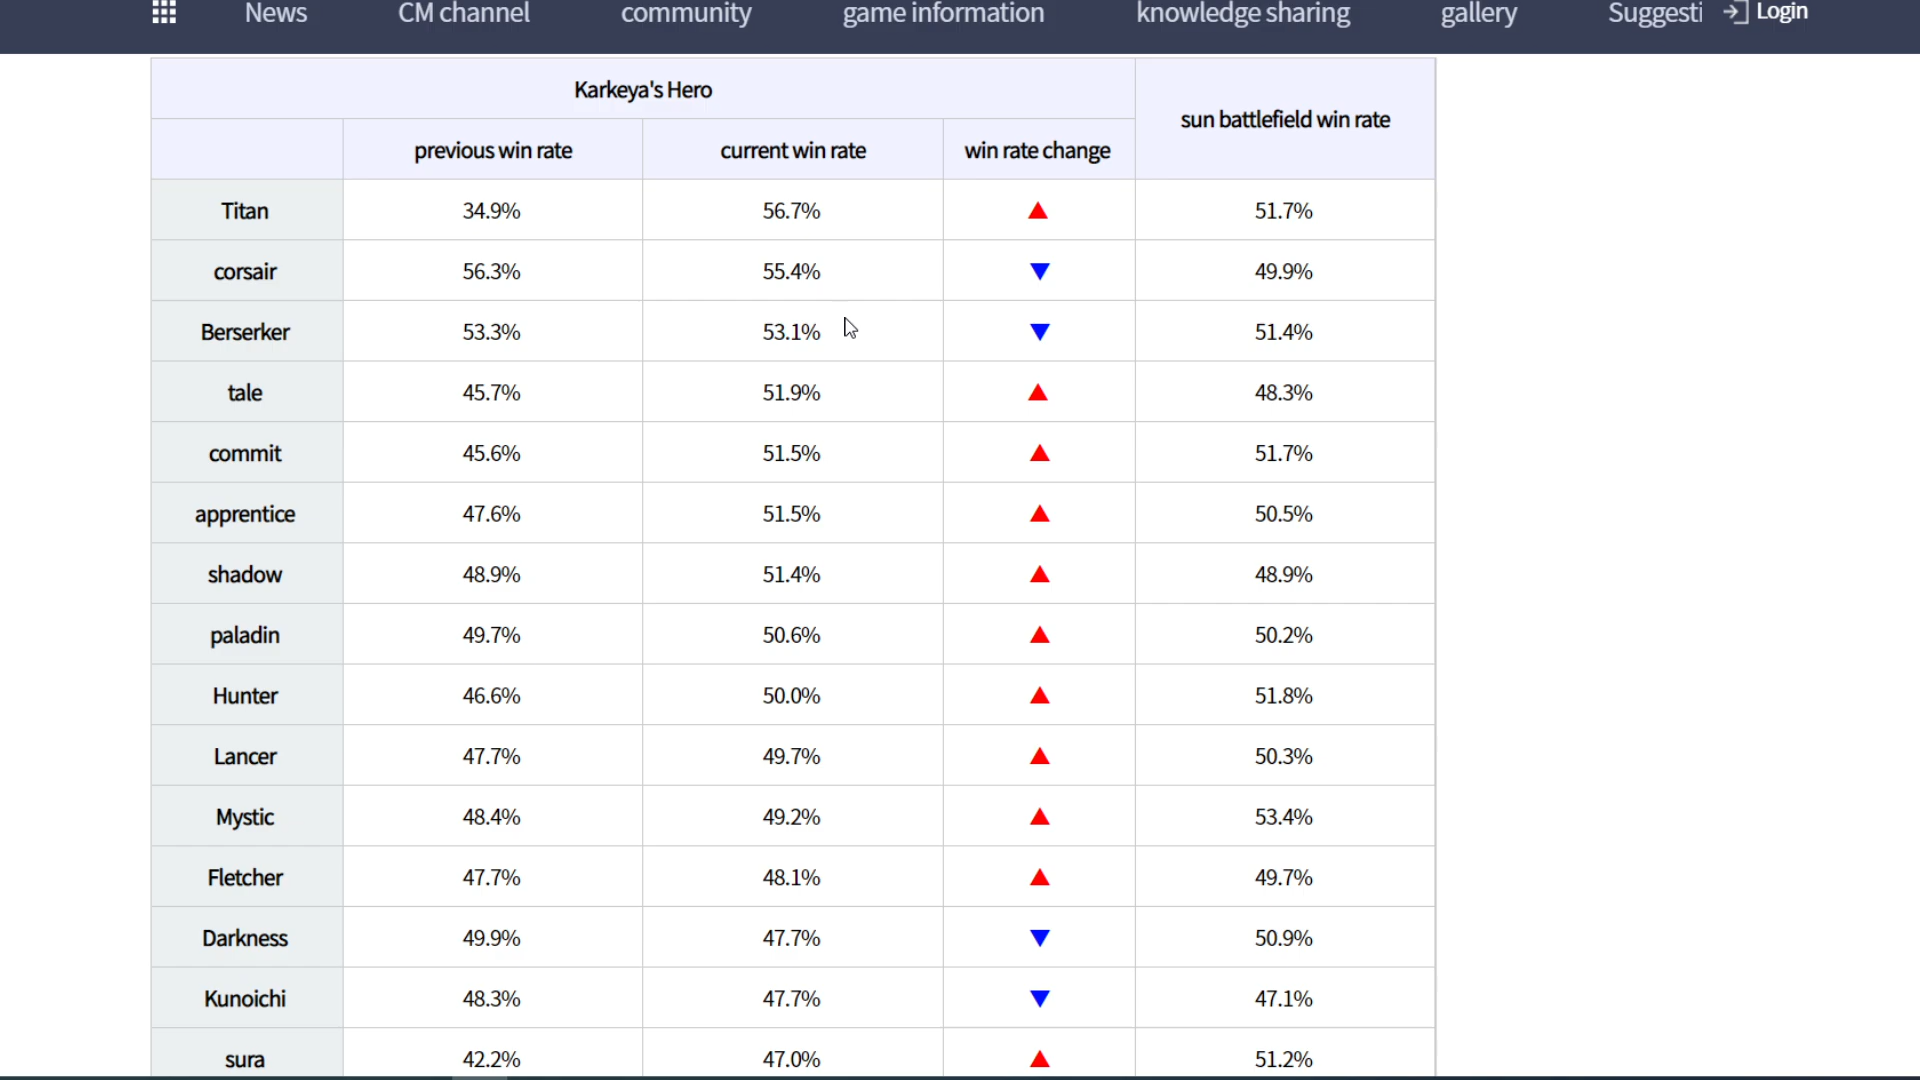 News CM channel community game information knowledge sharing gallery Suggesti Login
Karkeya's Hero
sun battlefield win rate
previous win rate current win rate win rate change
Titan 34.9% 56.7% ▲ 51.7%
corsair 56.3% 55.4% ▼ 49.9%
Berserker 53.3% 53.1% ▼ 51.4%
tale 45.7% 51.9% ▲ 48.3%
commit 45.6% 51.5% ▲ 51.7%
apprentice 47.6% 51.5% ▲ 50.5%
shadow 48.9% 51.4% ▲ 48.9%
paladin 49.7% 50.6% ▲ 50.2%
Hunter 46.6% 50.0% ▲ 51.8%
Lancer 47.7% 49.7% ▲ 50.3%
Mystic 48.4% 49.2% ▲ 53.4%
Fletcher 47.7% 48.1% ▲ 49.7%
Darkness 49.9% 47.7% ▼ 50.9%
Kunoichi 48.3% 47.7% ▼ 47.1%
sura 42.2% 47.0% ▲ 51.2%